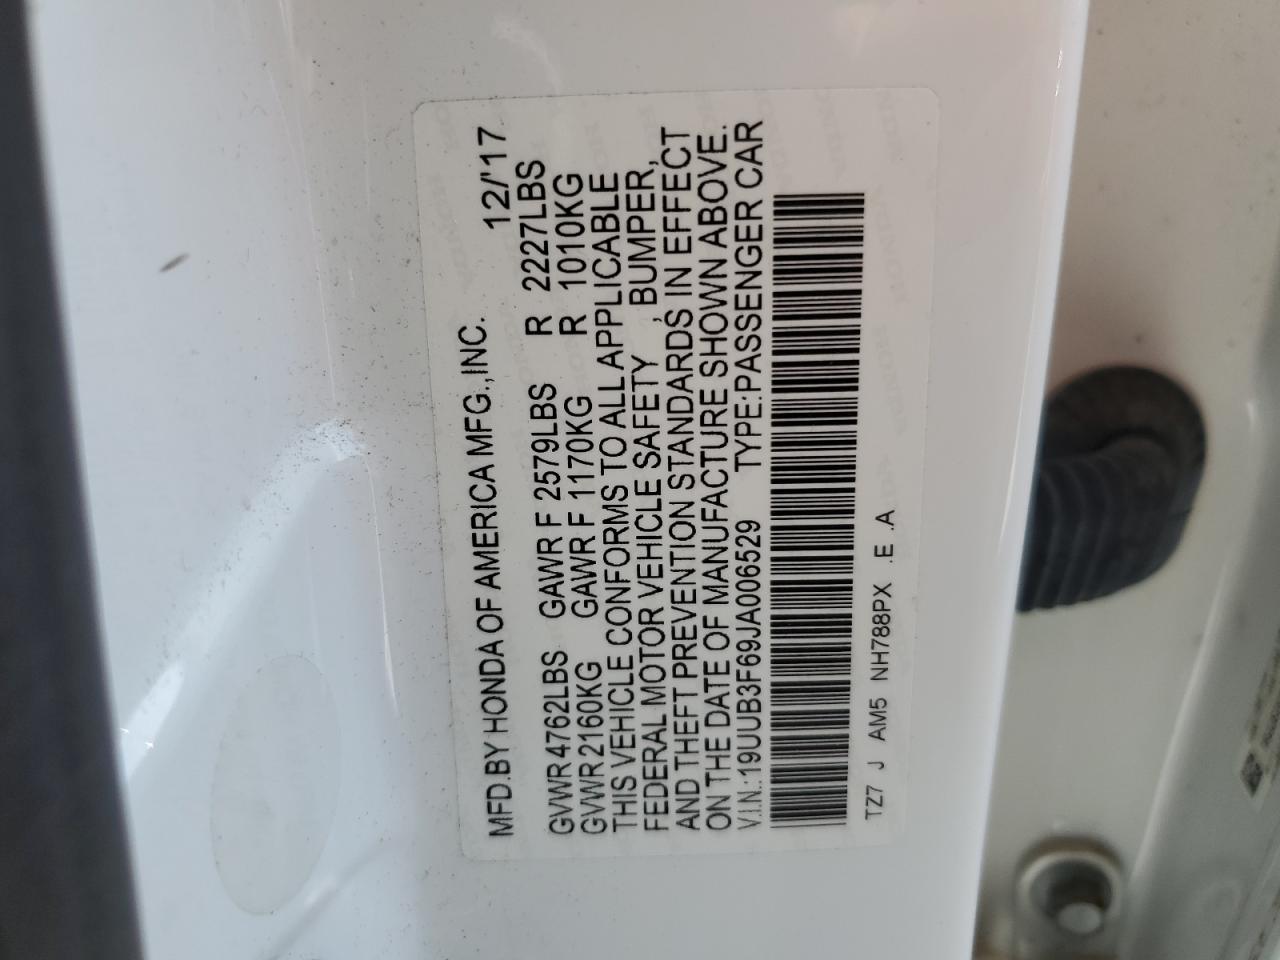 MFD.BY HONDA OF AMERICA MFG.,INC. 12/'17
GVWR 4762LBS GAWR F 2579LBS R 2227LBS
GVWR 2160KG GAWR F 1170KG R 1010KG
THIS VEHICLE CONFORMS TO ALL APPLICABLE
FEDERAL MOTOR VEHICLE SAFETY , BUMPER,
AND THEFT PREVENTION STANDARDS IN EFFECT
ON THE DATE OF MANUFACTURE SHOWN ABOVE.
V.I.N.:19UUB3F69JA006529 TYPE:PASSENGER CAR
TZ7 J AM5 NH788PX .E .A